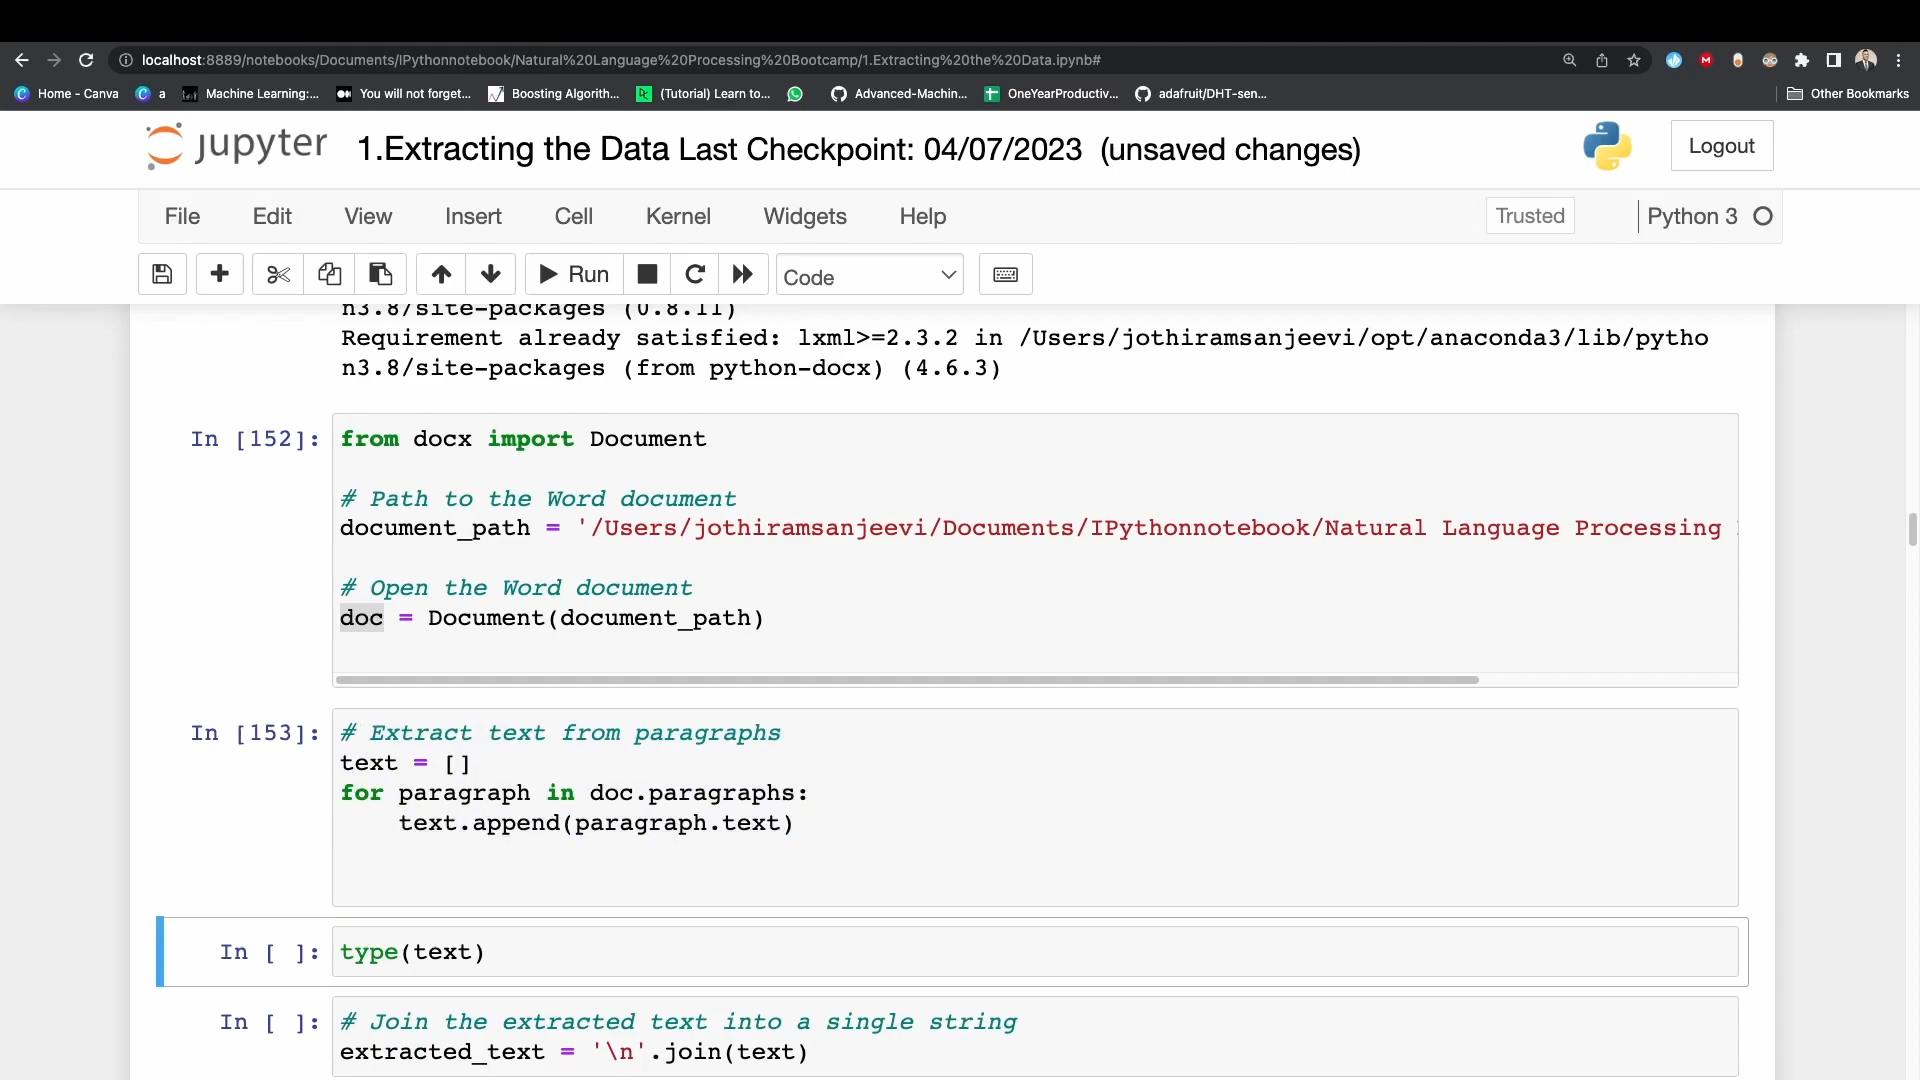 localhost:8889/notebooks/Documents/IPythonnotebook/Natural%20Language%20Processing%20Bootcamp/1.Extracting%20the%20Data.ipynb#
Home - Canva a Machine Learning:... You will not forget... Boosting Algorith... (Tutorial) Learn to... Advanced-Machin... OneYearProductiv... adafruit/DHT-sen... Other Bookmarks
jupyter 1.Extracting the Data Last Checkpoint: 04/07/2023 (unsaved changes) Logout
File Edit View Insert Cell Kernel Widgets Help Trusted Python 3
Run Code
n3.8/site-packages (0.8.11)
Requirement already satisfied: lxml>=2.3.2 in /Users/jothiramsanjeevi/opt/anaconda3/lib/pytho
n3.8/site-packages (from python-docx) (4.6.3)
In [152]: from docx import Document
# Path to the Word document
document_path = '/Users/jothiramsanjeevi/Documents/IPythonnotebook/Natural Language Processing
# Open the Word document
doc = Document(document_path)
In [153]: # Extract text from paragraphs
text = []
for paragraph in doc.paragraphs:
text.append(paragraph.text)
In [ ]: type(text)
In [ ]: # Join the extracted text into a single string
extracted_text = '\n'.join(text)